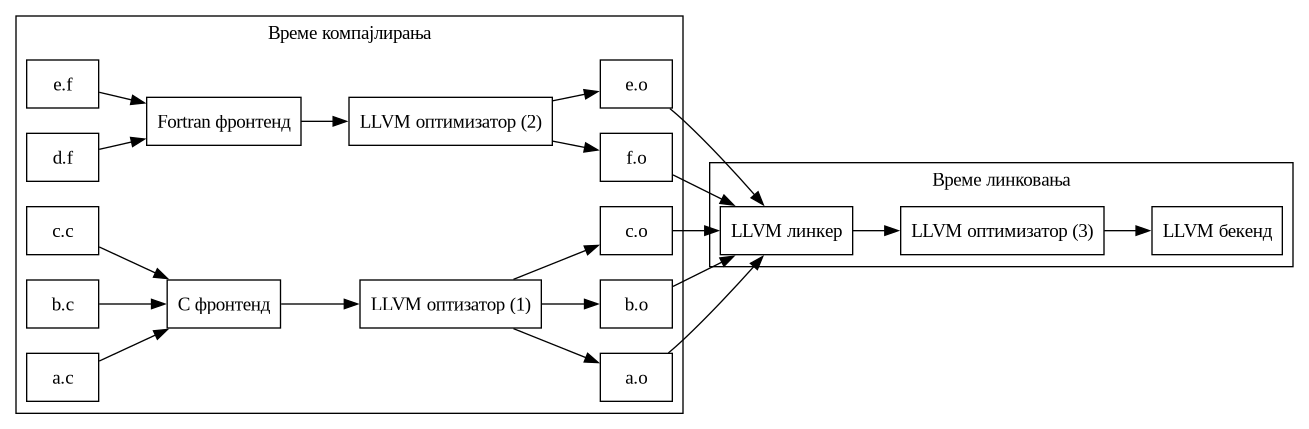 Време компајлирања
e.f
d.f
c.c
b.c
a.c
Fortran фронтенд
C фронтенд
LLVM оптимизатор (2)
LLVM оптизатор (1)
e.o
f.o
c.o
b.o
a.o
Време линковања
LLVM линкер
LLVM оптимизатор (3)
LLVM бекенд